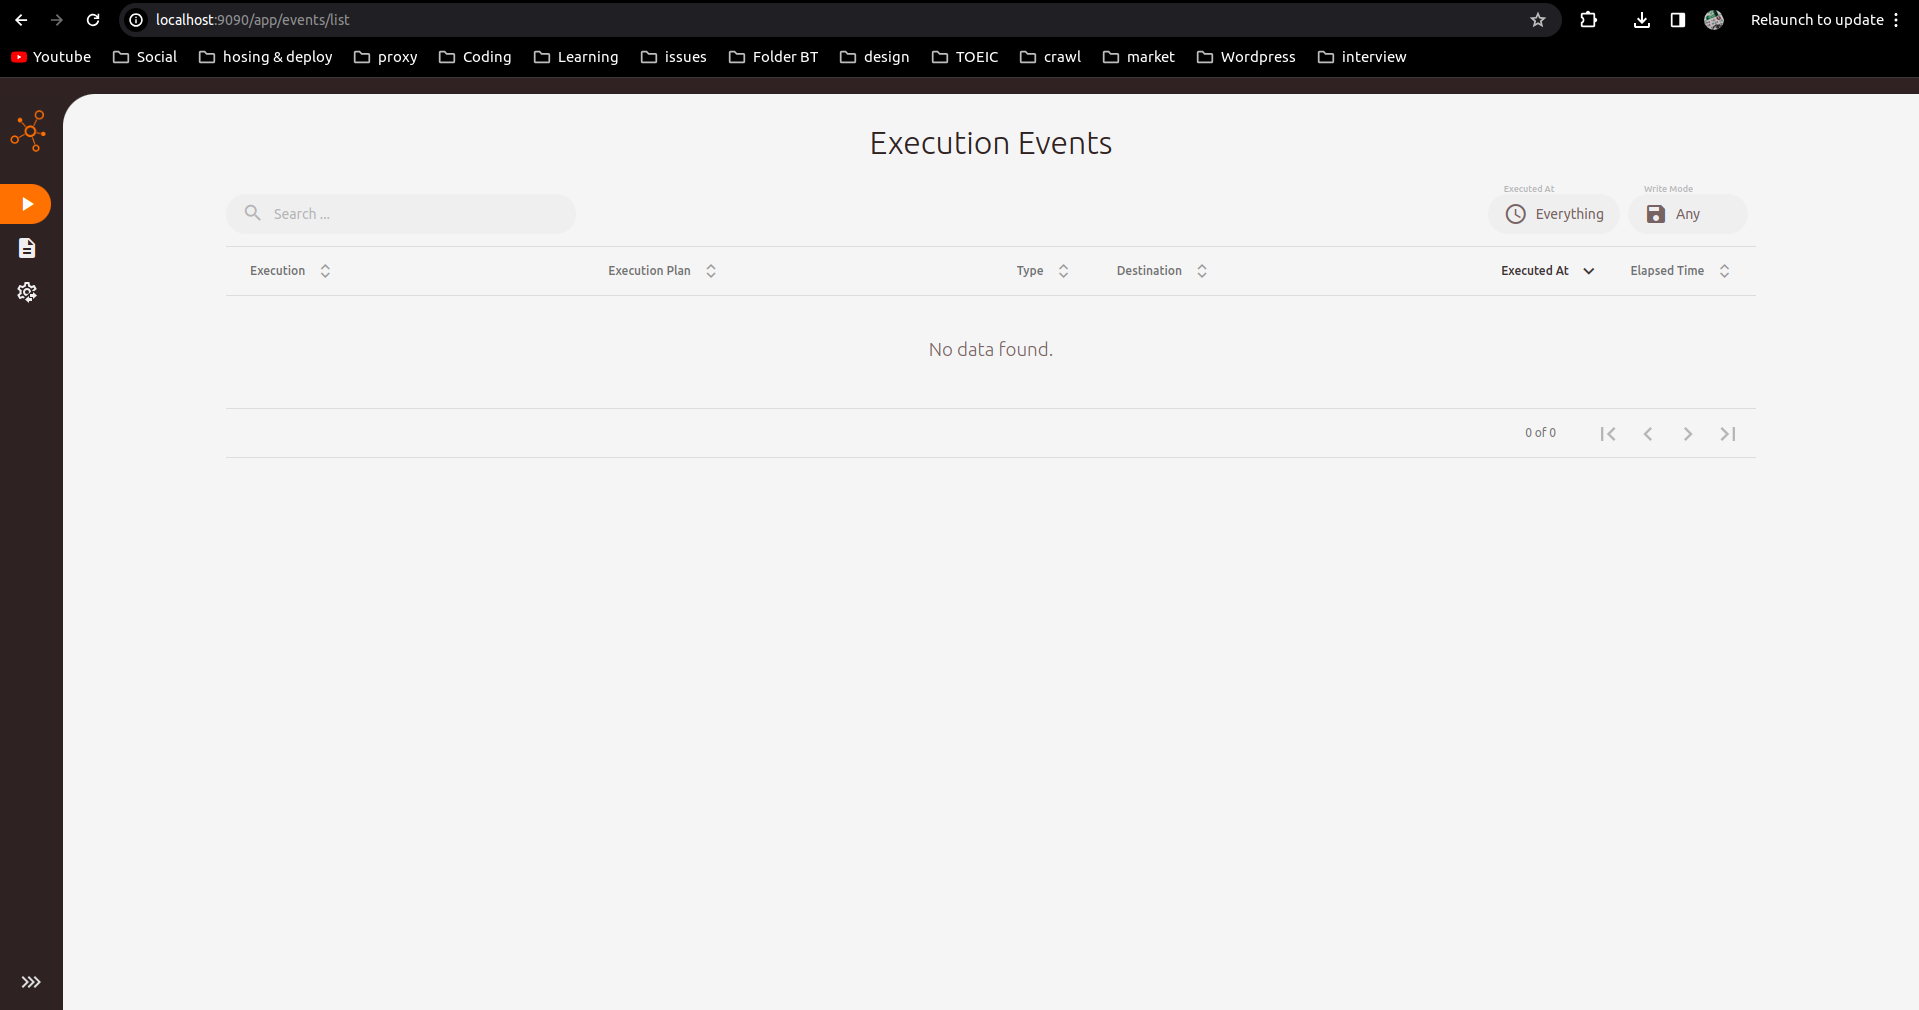 localhost:9090/app/events/list
Relaunch to update
Youtube Social hosing & deploy proxy Coding Learning issues Folder BT design TOEIC crawl market Wordpress interview
Execution Events
Executed At Write Mode
Search ... Everything Any
Execution Execution Plan Type Destination Executed At Elapsed Time
No data found.
0 of 0